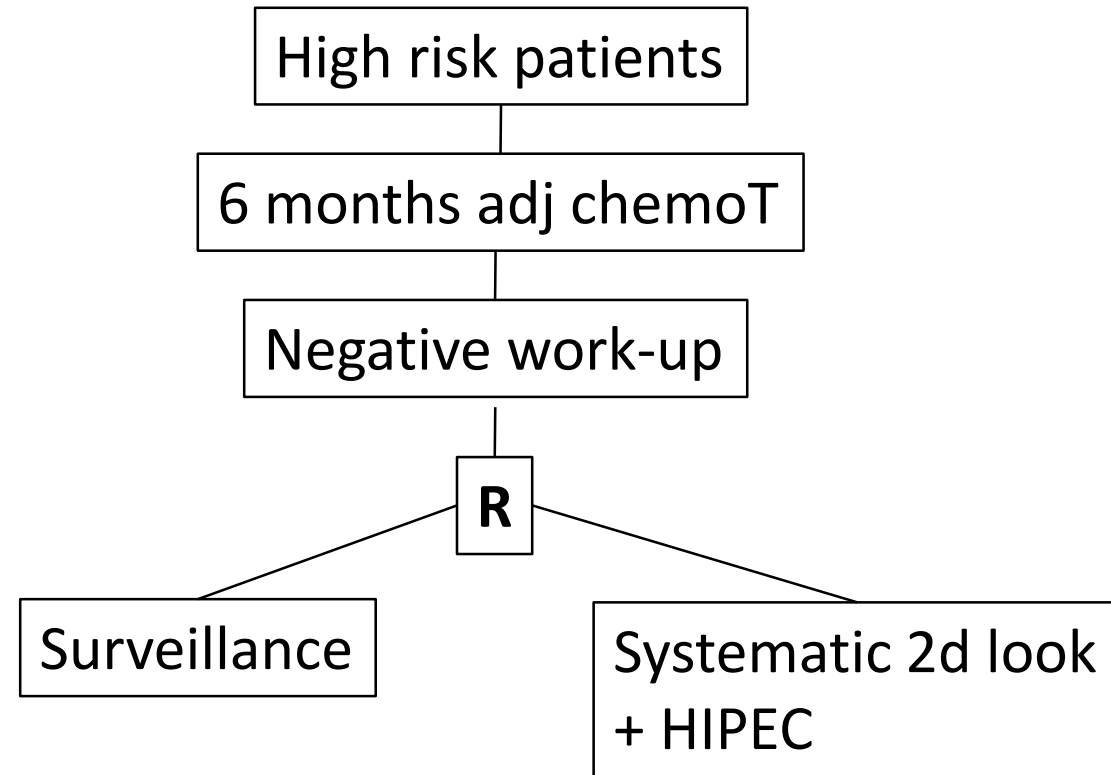 High risk patients
6 months adj chemoT
Negative work-up
R
Surveillance
Systematic 2d look
+ HIPEC